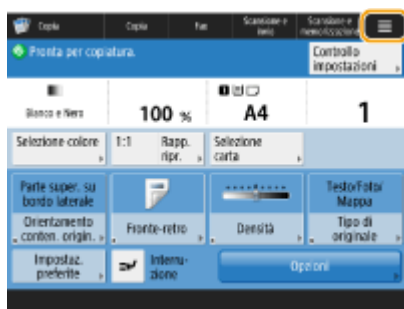 Copia
Copia
Fax
Scansione e
invio
Scansione e
memorizzazione
Pronta per copiatura.
Controllo
impostazioni
Bianco e Nero
100 %
A4
1
Selezione colore
1:1
Rapp.
ripr.
Selezione
carta
Parte super. su
bordo laterale
Orientamento
conten. origin.
Fronte-retro
Densità
Testo/Foto/
Mappa
Tipo di
originale
Impostaz.
preferite
Interru-
zione
Opzioni